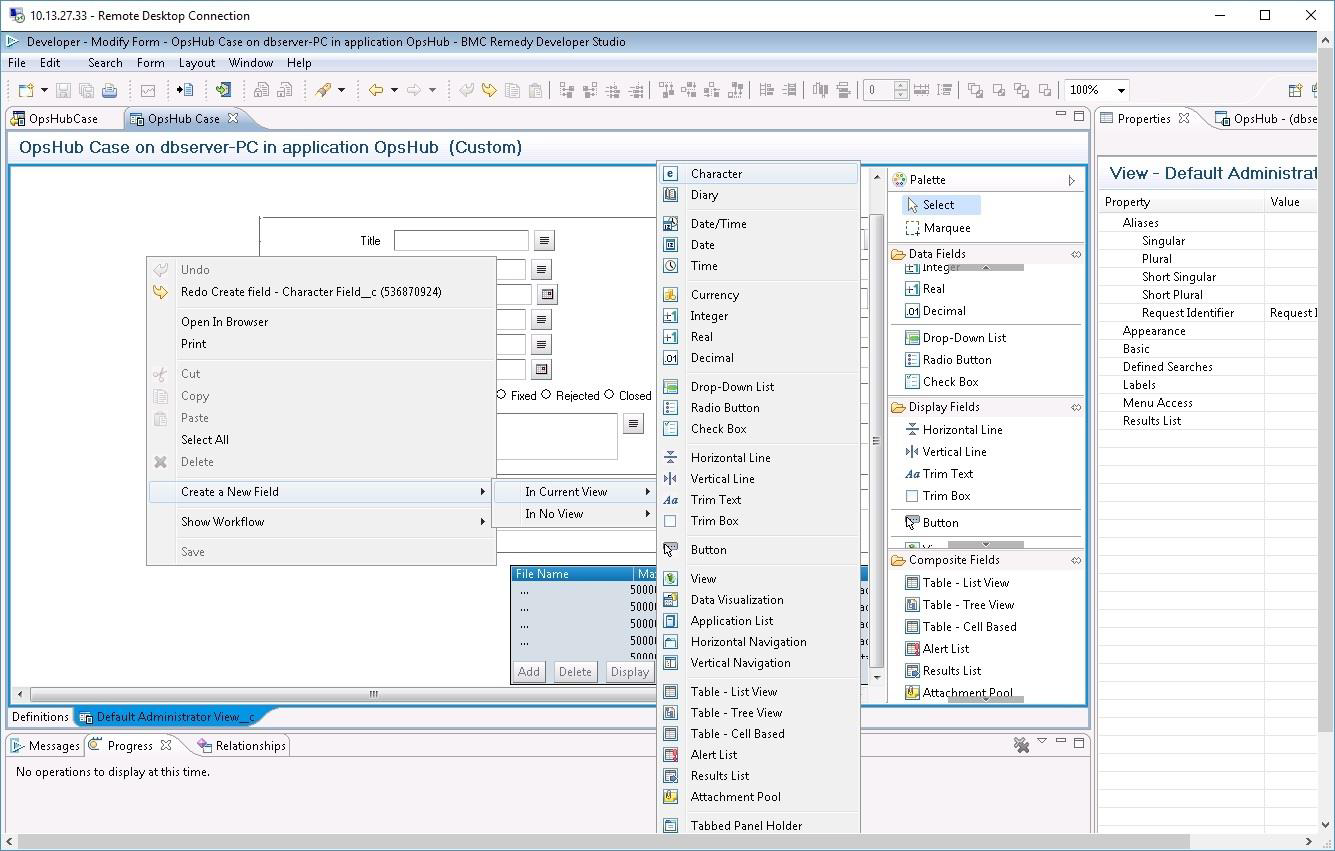 10.13.27.33 - Remote Desktop Connection
Developer - Modify Form - OpsHub Case on dbserver-PC in application OpsHub - BMC Remedy Developer Studio
File Edit Search Form Layout Window Help
0 100%
OpsHubCase OpsHub Case
OpsHub Case on dbserver-PC in application OpsHub (Custom)
Title
Undo
Redo Create field - Character Field__c (536870924)
Open In Browser
Print
Cut
Copy
Paste
Select All
Delete
Create a New Field
Show Workflow
Save
In Current View
In No View
Fixed Rejected Closed
File Name Ma
... 5000
... 5000
... 5000
... 5000
5000
Add Delete Display
Character
Diary
Date/Time
Date
Time
Currency
Integer
Real
Decimal
Drop-Down List
Radio Button
Check Box
Horizontal Line
Vertical Line
Trim Text
Trim Box
Button
View
Data Visualization
Application List
Horizontal Navigation
Vertical Navigation
Table - List View
Table - Tree View
Table - Cell Based
Alert List
Results List
Attachment Pool
Tabbed Panel Holder
Palette
Select
Marquee
Data Fields
Integer
Real
Decimal
Drop-Down List
Radio Button
Check Box
Display Fields
Horizontal Line
Vertical Line
Trim Text
Trim Box
Button
Composite Fields
Table - List View
Table - Tree View
Table - Cell Based
Alert List
Results List
Attachment Pool
Definitions Default Administrator View__c
Messages Progress Relationships
No operations to display at this time.
Properties OpsHub - (dbse
View - Default Administrat
Property Value
Aliases
Singular
Plural
Short Singular
Short Plural
Request Identifier Request I
Appearance
Basic
Defined Searches
Labels
Menu Access
Results List